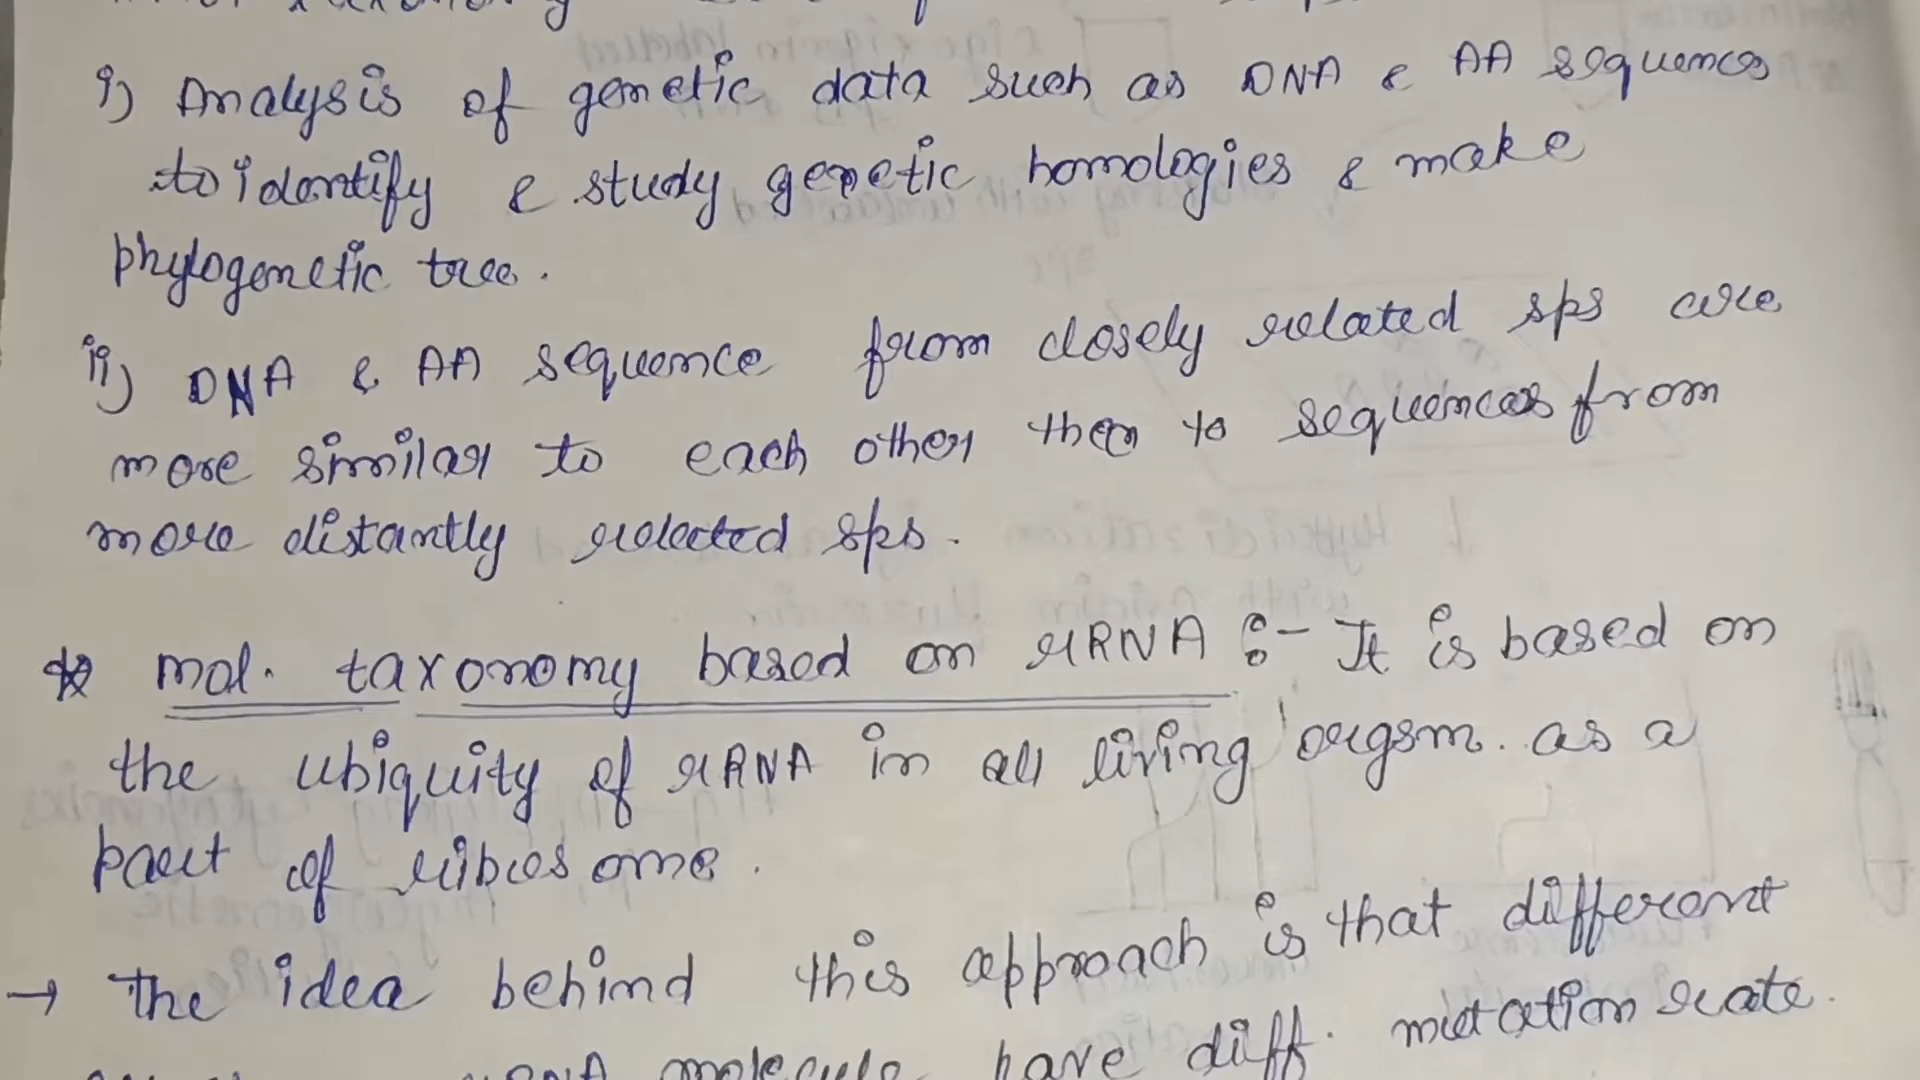 i) Analysis of genetic data such as DNA & AA sequences
to identify & study genetic homologies & make
phylogenetic tree.
ii) DNA & AA sequence from closely related sps are
more similar to each other then to sequences from
more distantly related sps.
mol. taxonomy based on rRNA :- It is based on
the ubiquity of rRNA in all living orgsm. as a
part of ribosome.
→ The idea behind this approach is that different
rRNA molecule have diff. mutation rate.